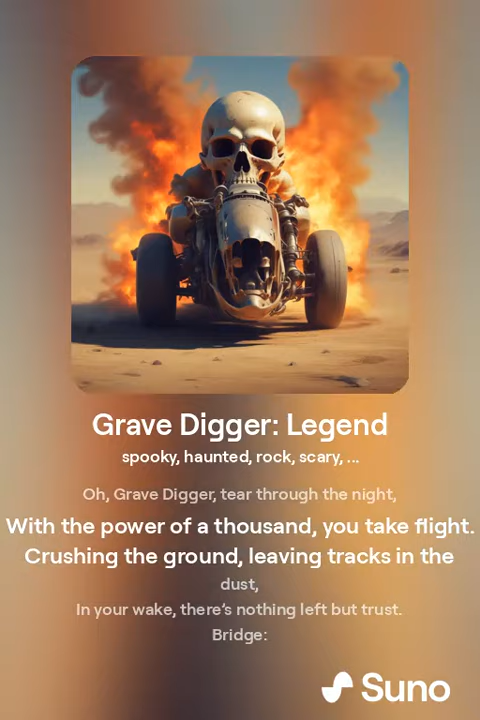 Grave Digger: Legend
spooky, haunted, rock, scary, ...
Oh, Grave Digger, tear through the night,
With the power of a thousand, you take flight.
Crushing the ground, leaving tracks in the
dust,
In your wake, there’s nothing left but trust.
Bridge:
Suno